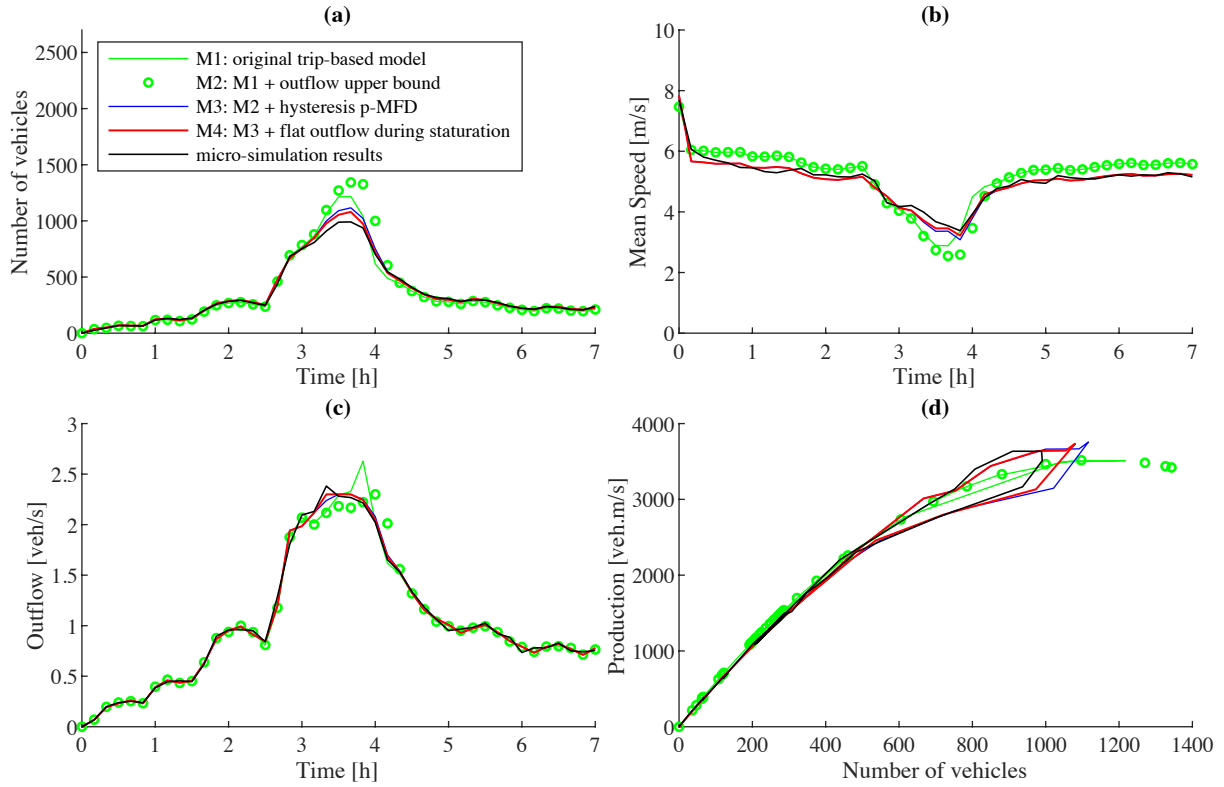 (a)
Number of vehicles
2500
2000
1500
1000
500
0
M1: original trip-based model
M2: M1 + outflow upper bound
M3: M2 + hysteresis p-MFD
M4: M3 + flat outflow during staturation
micro-simulation results
0 1 2 3 4 5 6 7
Time [h]
(b)
Mean Speed [m/s]
10
8
6
4
2
0
0 1 2 3 4 5 6 7
Time [h]
(c)
Outflow [veh/s]
3
2.5
2
1.5
1
0.5
0
0 1 2 3 4 5 6 7
Time [h]
(d)
Production [veh.m/s]
4000
3000
2000
1000
0
0 200 400 600 800 1000 1200 1400
Number of vehicles